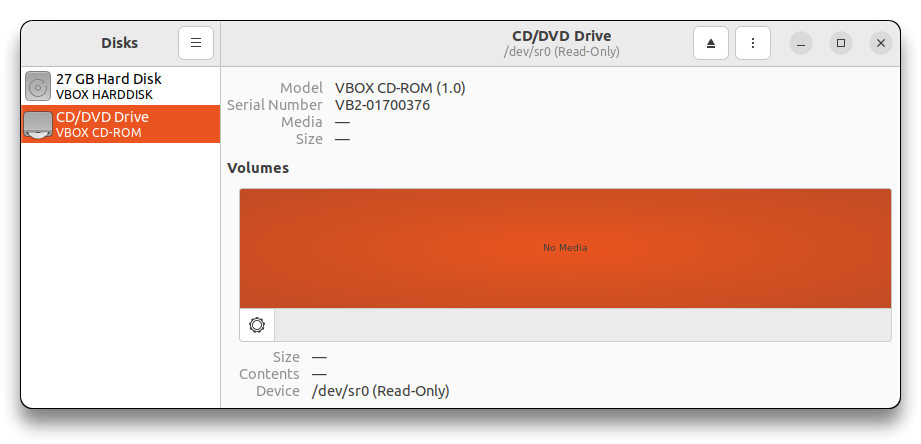 Disks
CD/DVD Drive
/dev/sr0 (Read-Only)
27 GB Hard Disk
VBOX HARDDISK
CD/DVD Drive
VBOX CD-ROM
Model VBOX CD-ROM (1.0)
Serial Number VB2-01700376
Media —
Size —
Volumes
No Media
Size —
Contents —
Device /dev/sr0 (Read-Only)